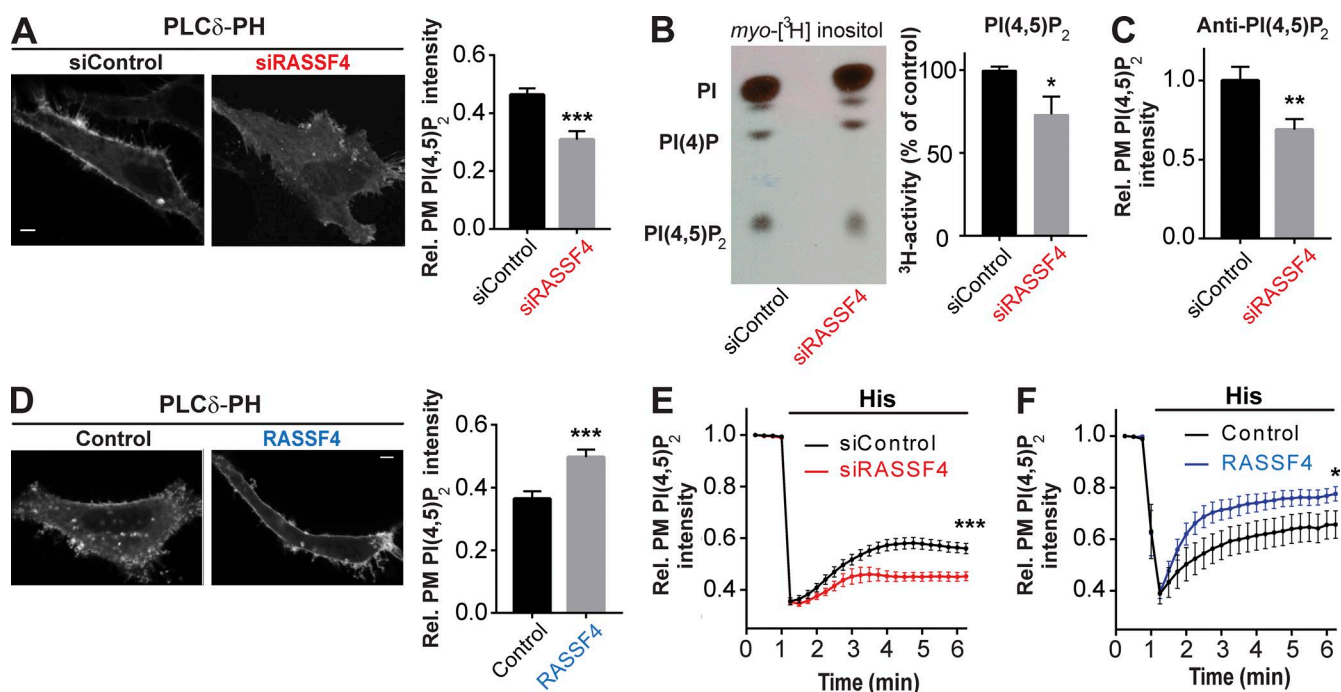 A
PLCδ-PH
siControl
siRASSF4
Rel. PM PI(4,5)P2 intensity
0.6
0.4
0.2
0.0
***
siControl
siRASSF4
B
myo-[3H] inositol
PI
PI(4)P
PI(4,5)P2
siControl
siRASSF4
PI(4,5)P2
3H-activity (% of control)
100
50
0
*
siControl
siRASSF4
C
Anti-PI(4,5)P2
Rel. PM PI(4,5)P2
intensity
1.0
0.5
0.0
**
siControl
siRASSF4
D
PLCδ-PH
Control
RASSF4
Rel. PM PI(4,5)P2 intensity
0.6
0.4
0.2
0.0
***
Control
RASSF4
E
His
siControl
siRASSF4
Rel. PM PI(4,5)P2
intensity
1.0
0.8
0.6
0.4
***
0 1 2 3 4 5 6
Time (min)
F
His
Control
RASSF4
Rel. PM PI(4,5)P2
intensity
1.0
0.8
0.6
0.4
*
0 1 2 3 4 5 6
Time (min)